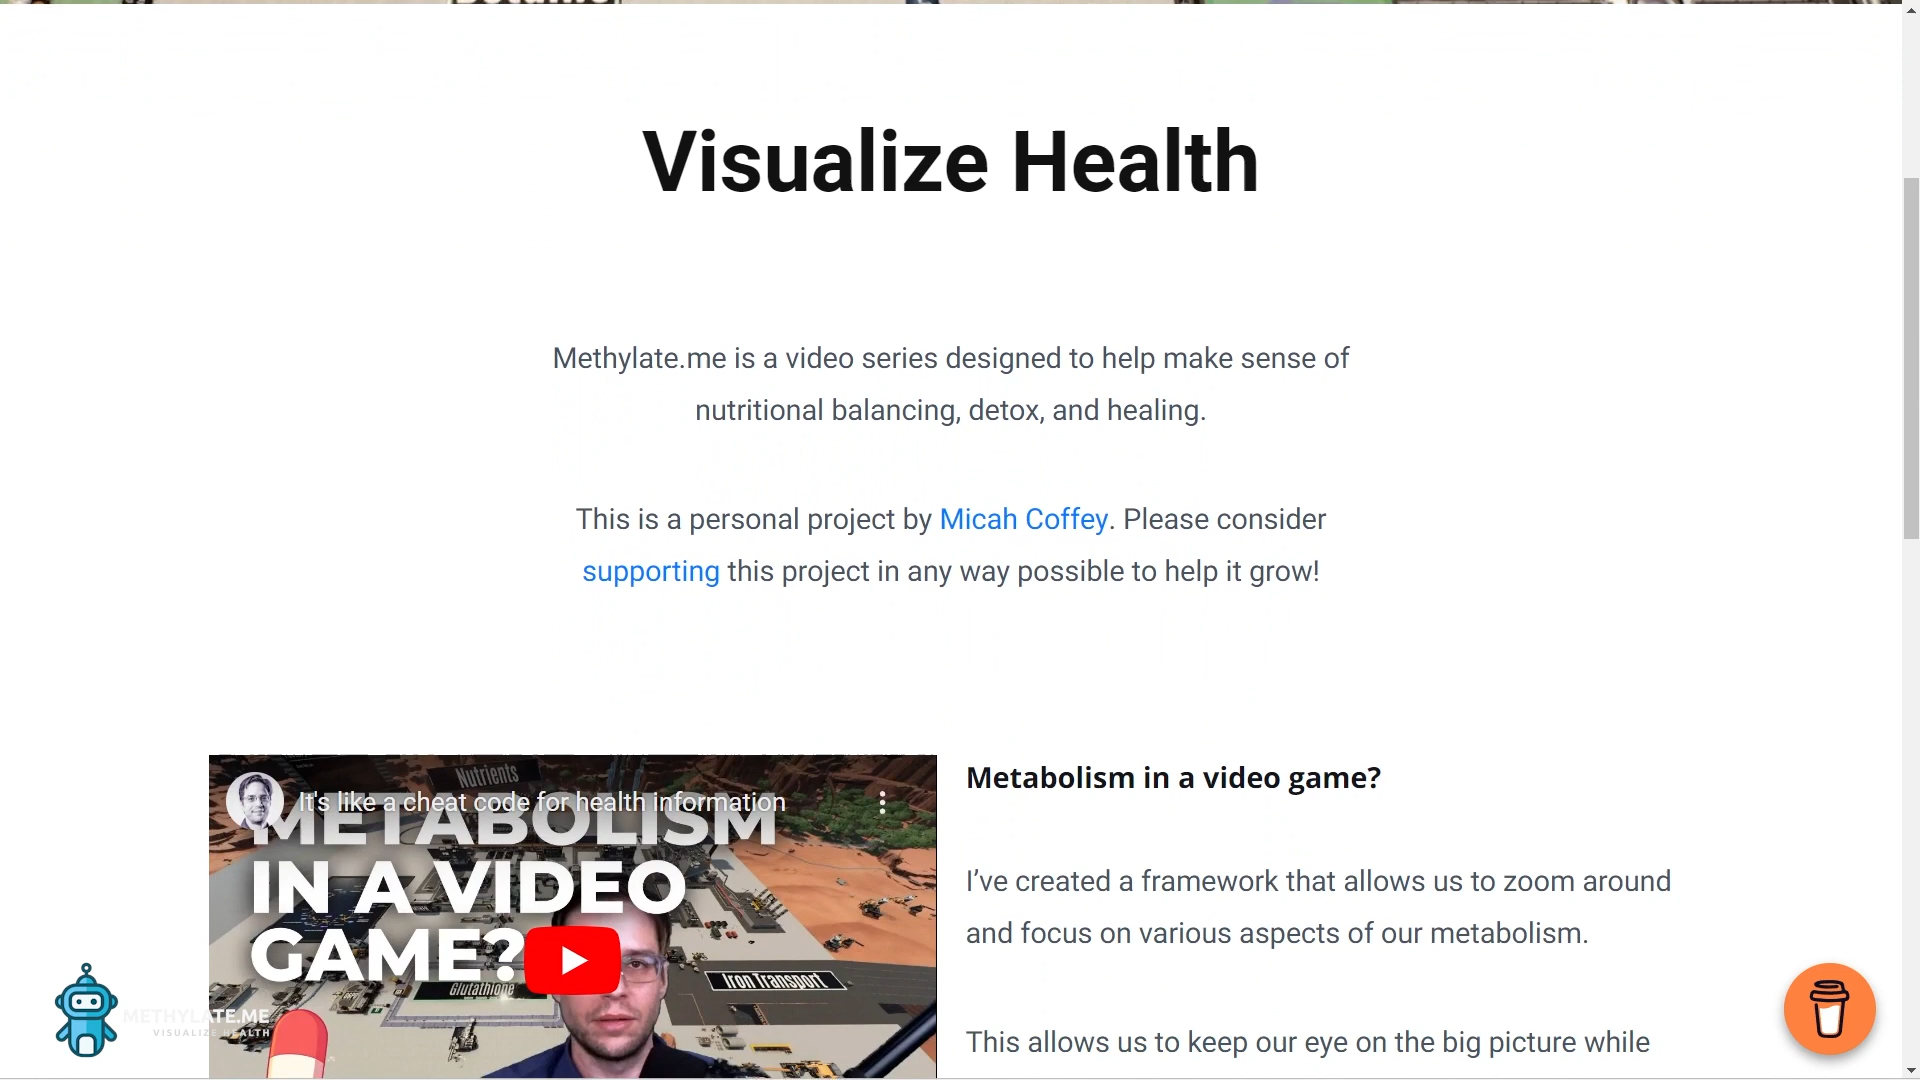 Visualize Health
Methylate.me is a video series designed to help make sense of
nutritional balancing, detox, and healing.
This is a personal project by Micah Coffey. Please consider
supporting this project in any way possible to help it grow!
Nutrients
It's like a cheat code for health information
METABOLISM
IN A VIDEO
GAME?
Glutathione
Iron Transport
METHYLATE.ME
VISUALIZE HEALTH
Metabolism in a video game?
I’ve created a framework that allows us to zoom around
and focus on various aspects of our metabolism.
This allows us to keep our eye on the big picture while